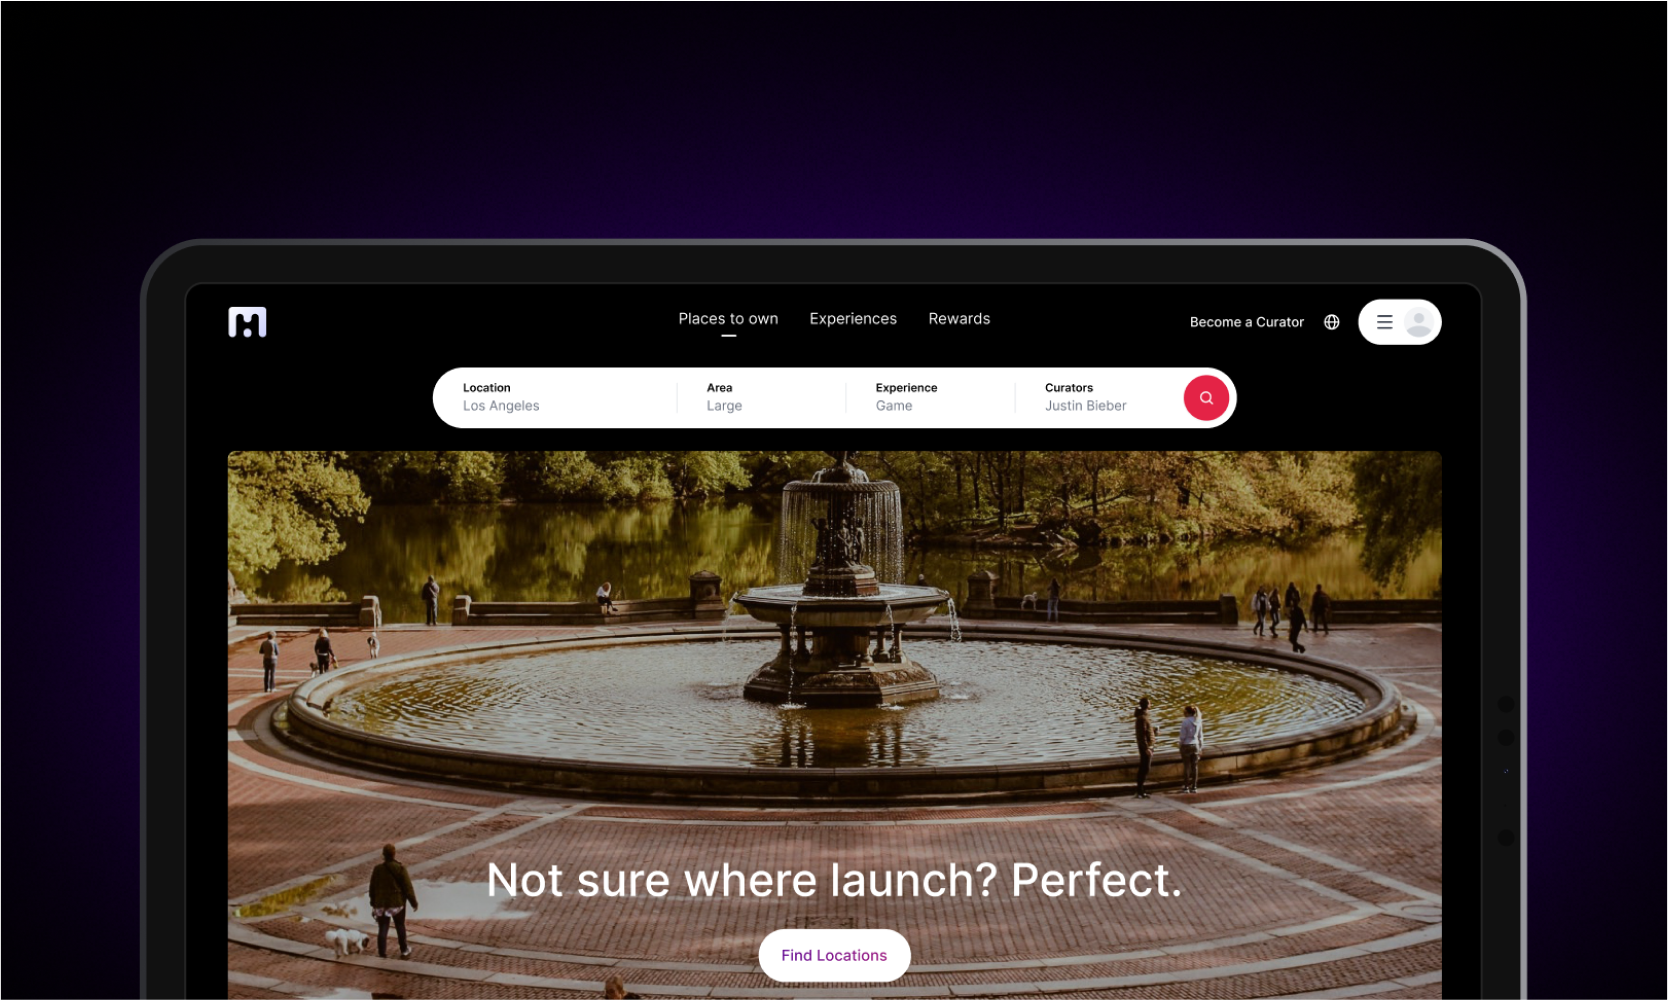 Places to own
Experiences
Rewards
Become a Curator
Location
Los Angeles
Area
Large
Experience
Game
Curators
Justin Bieber
Not sure where launch? Perfect.
Find Locations